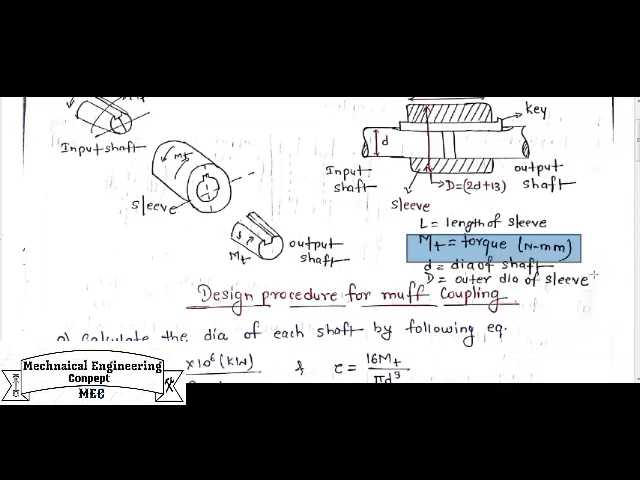 key
d
Input shaft
Mt
Input
shaft
output
shaft
D=(2d+13)
sleeve
sleeve
L = length of sleeve
Mt = torque (N-mm)
output
shaft
Mt
d = dia of shaft
D = outer dia of sleeve
Design procedure for muff Coupling
a) Calculate the dia of each shaft by following eq.
×10⁶ (KW)
&
τ = 16Mt
πd³
Mechnaical Engineering
Conpept
MEC